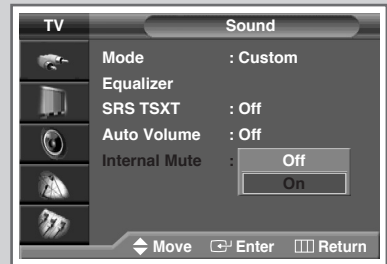 TV Sound
Mode : Custom
Equalizer
SRS TSXT : Off
Auto Volume : Off
Internal Mute : Off
On
Move Enter Return